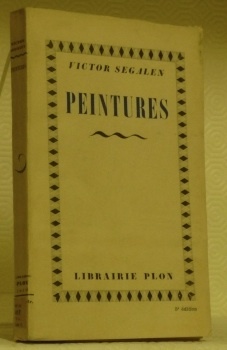 VICTOR SEGALEN
PEINTURES
LIBRAIRIE PLON